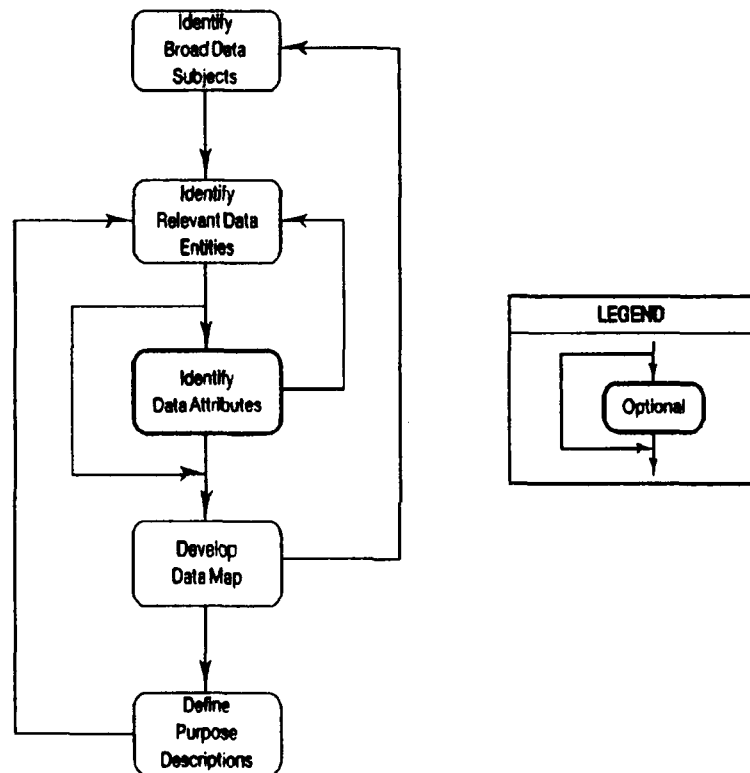 Identify
Broad Data
Subjects
Identify
Relevant Data
Entities
Identify
Data Attributes
Develop
Data Map
Define
Purpose
Descriptions
LEGEND
Optional